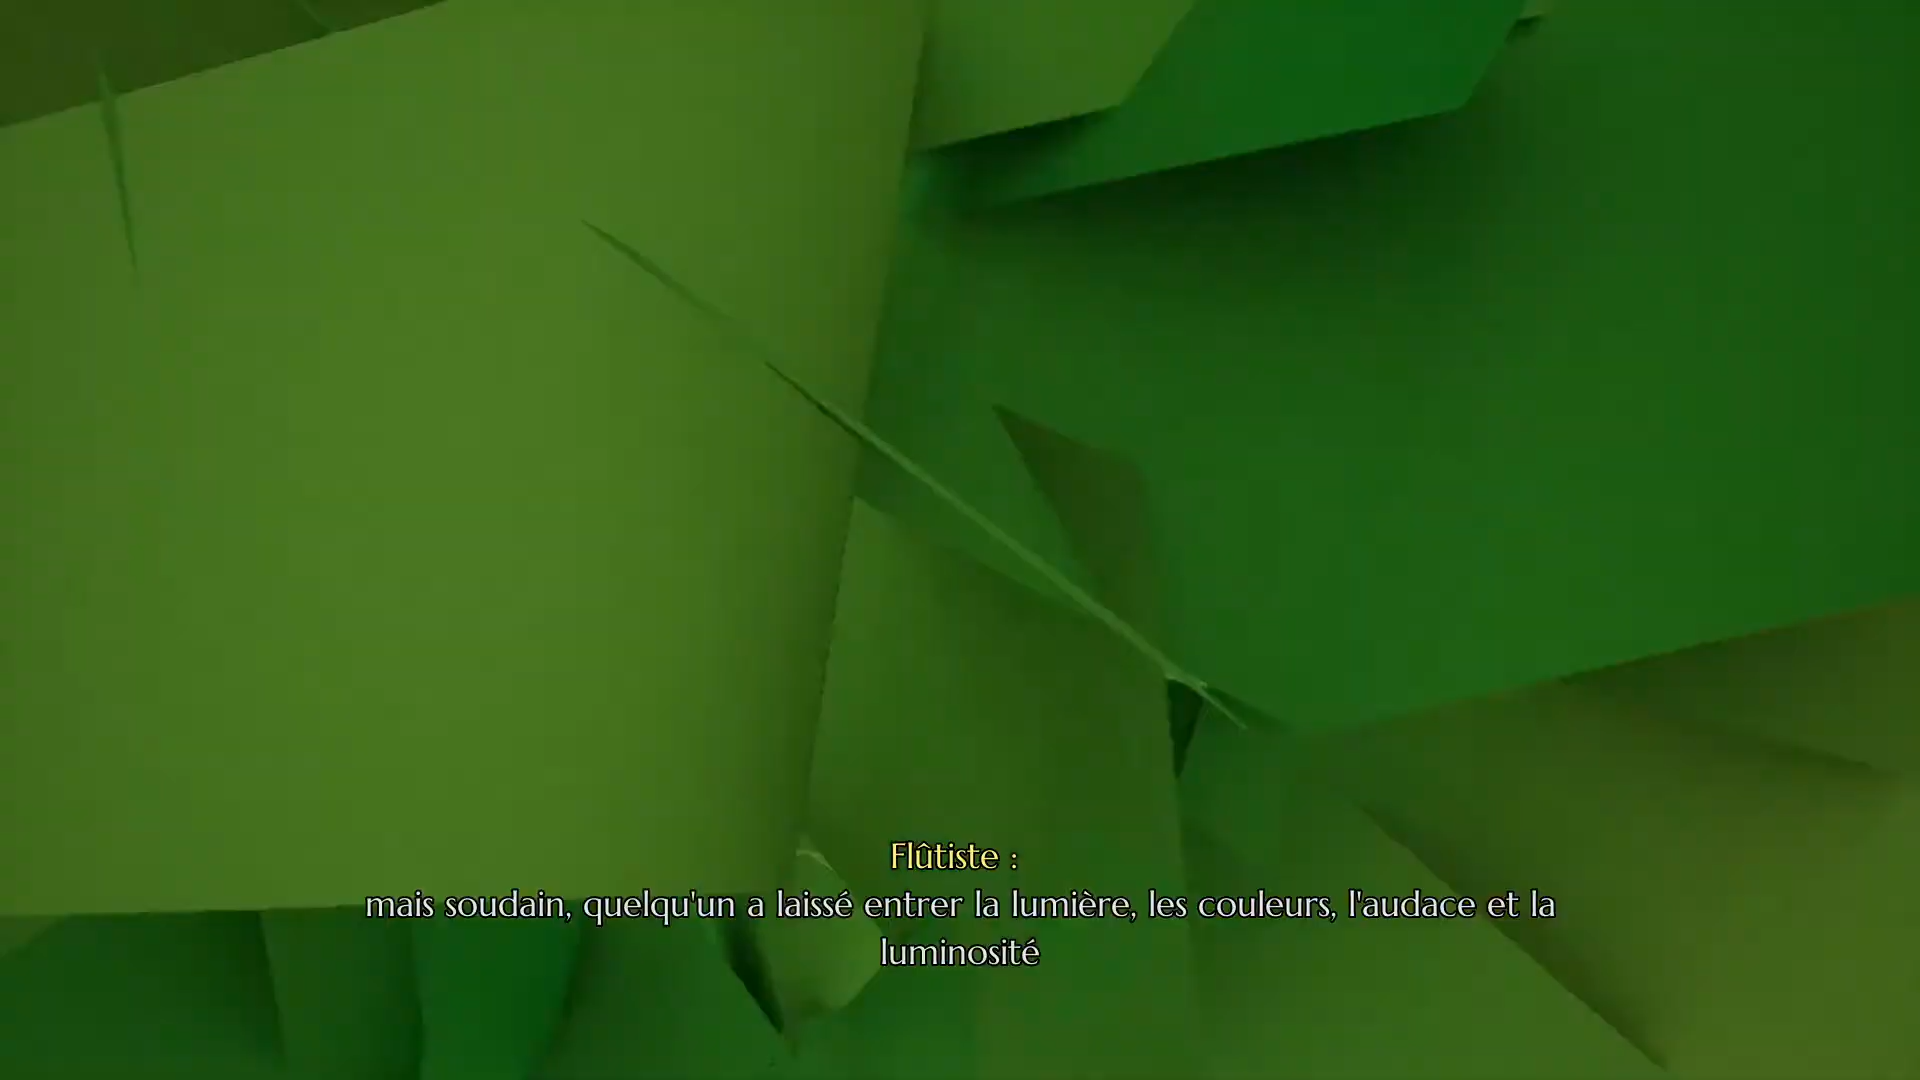 Flûtiste :
mais soudain, quelqu'un a laissé entrer la lumière, les couleurs, l'audace et la
luminosité